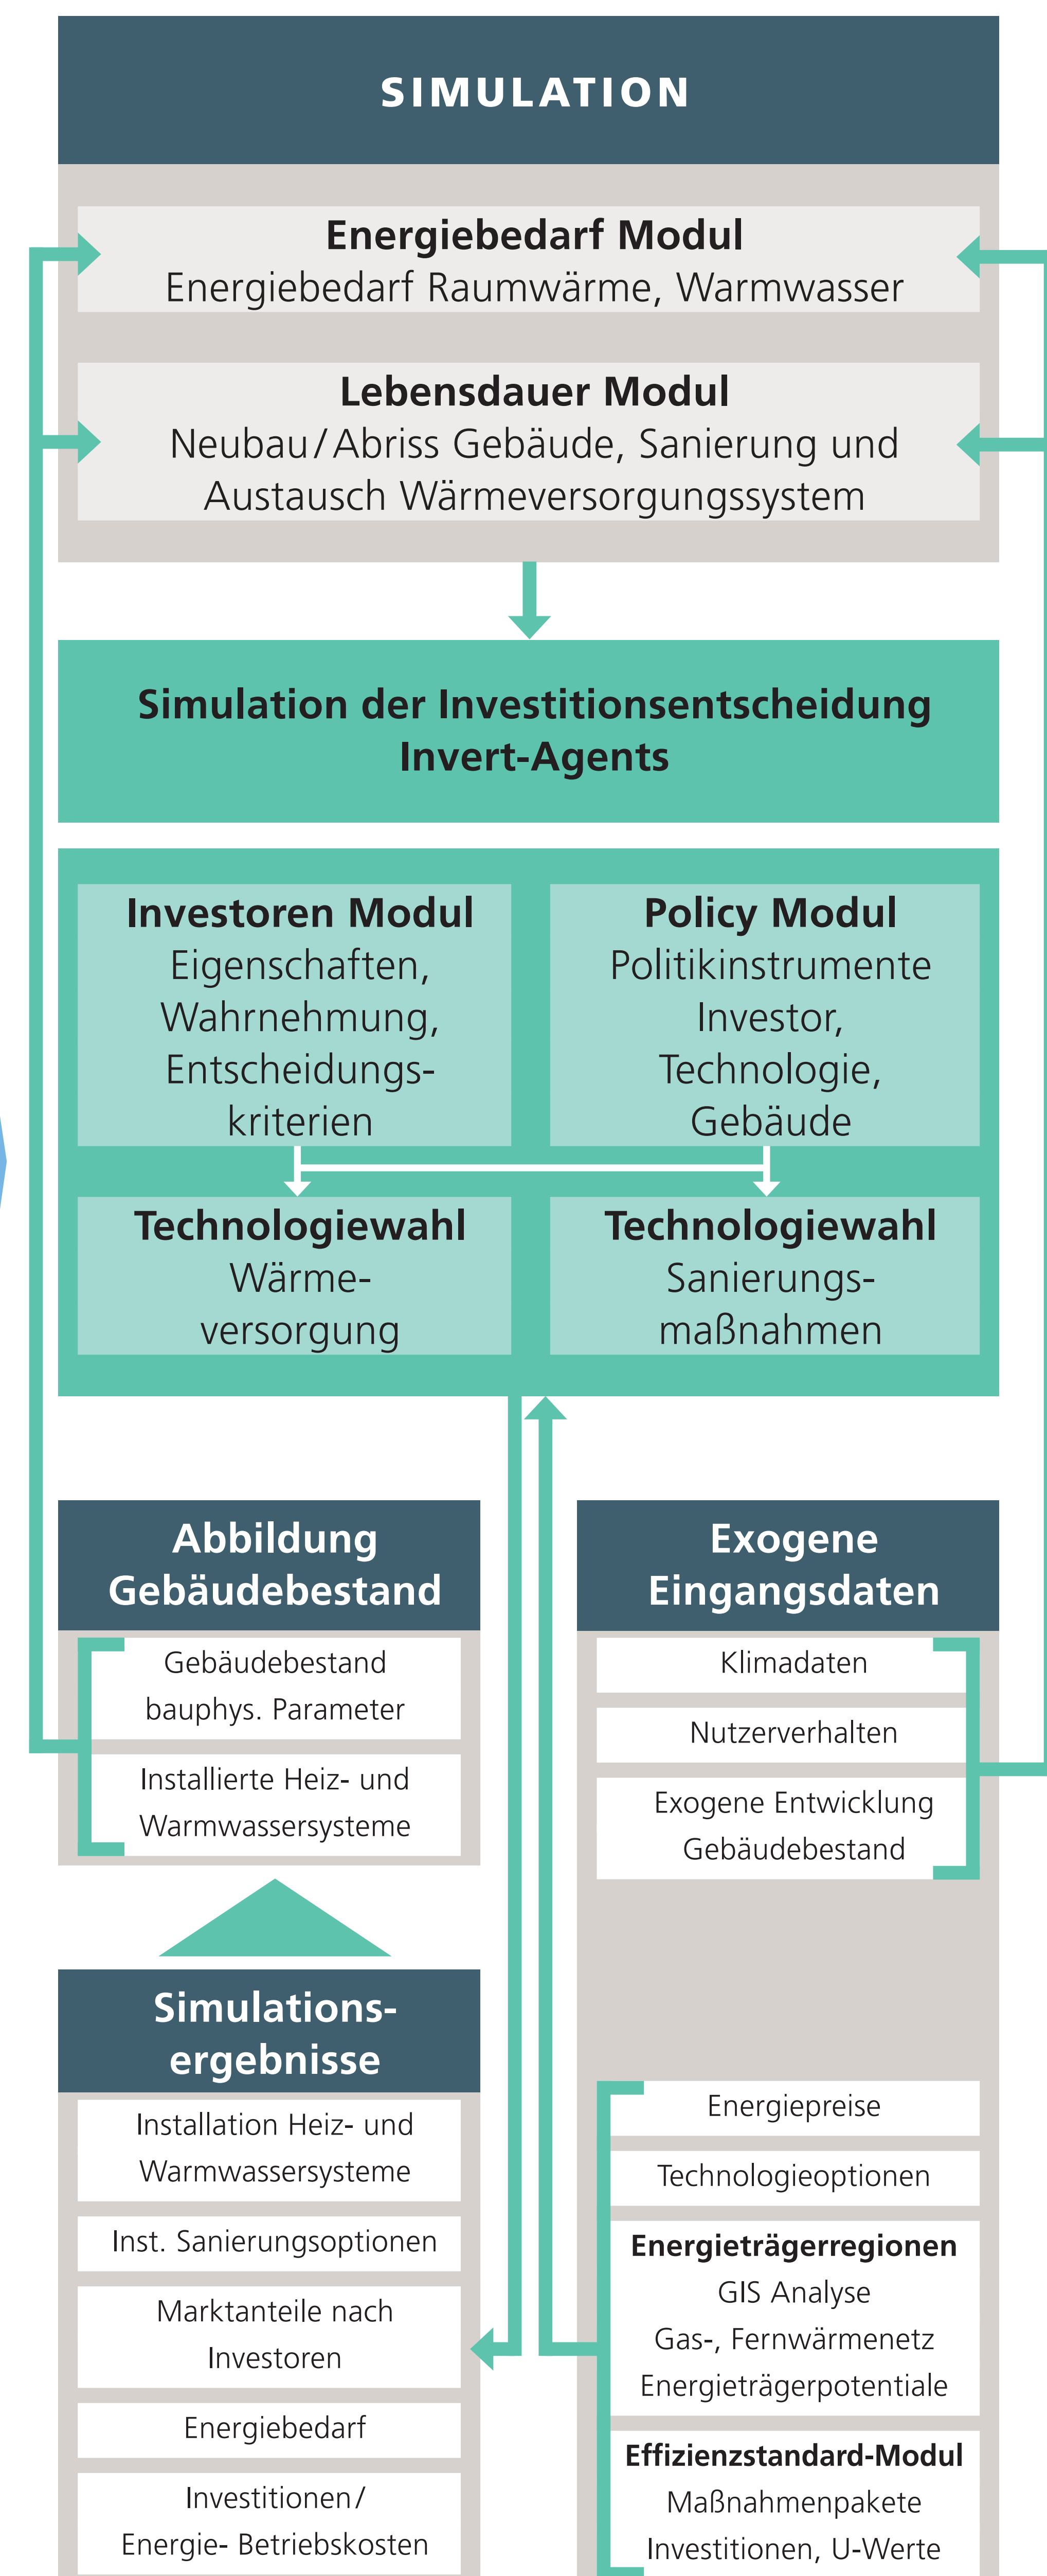 SIMULATION
Energiebedarf Modul
Energiebedarf Raumwärme, Warmwasser
Lebensdauer Modul
Neubau/Abriss Gebäude, Sanierung und
Austausch Wärmeversorgungssystem
Simulation der Investitionsentscheidung
Invert-Agents
Investoren Modul
Eigenschaften,
Wahrnehmung,
Entscheidungs-
kriterien
Policy Modul
Politikinstrumente
Investor,
Technologie,
Gebäude
Technologiewahl
Wärme-
versorgung
Technologiewahl
Sanierungs-
maßnahmen
Abbildung
Gebäudebestand
Gebäudebestand
bauphys. Parameter
Installierte Heiz- und
Warmwassersysteme
Simulations-
ergebnisse
Installation Heiz- und
Warmwassersysteme
Inst. Sanierungsoptionen
Marktanteile nach
Investoren
Energiebedarf
Investitionen/
Energie- Betriebskosten
Exogene
Eingangsdaten
Klimadaten
Nutzerverhalten
Exogene Entwicklung
Gebäudebestand
Energiepreise
Technologieoptionen
Energieträgerregionen
GIS Analyse
Gas-, Fernwärmenetz
Energieträgerpotentiale
Effizienzstandard-Modul
Maßnahmenpakete
Investitionen, U-Werte